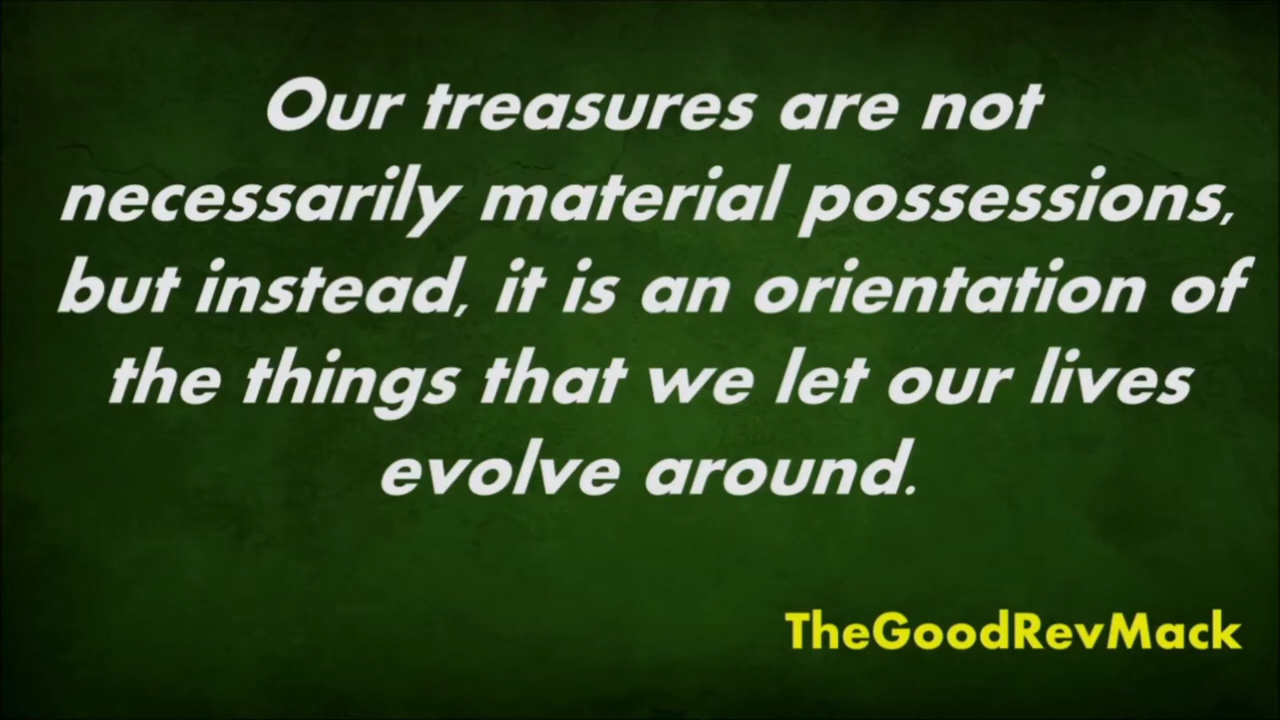 Our treasures are not
necessarily material possessions,
but instead, it is an orientation of
the things that we let our lives
evolve around.
TheGoodRevMack